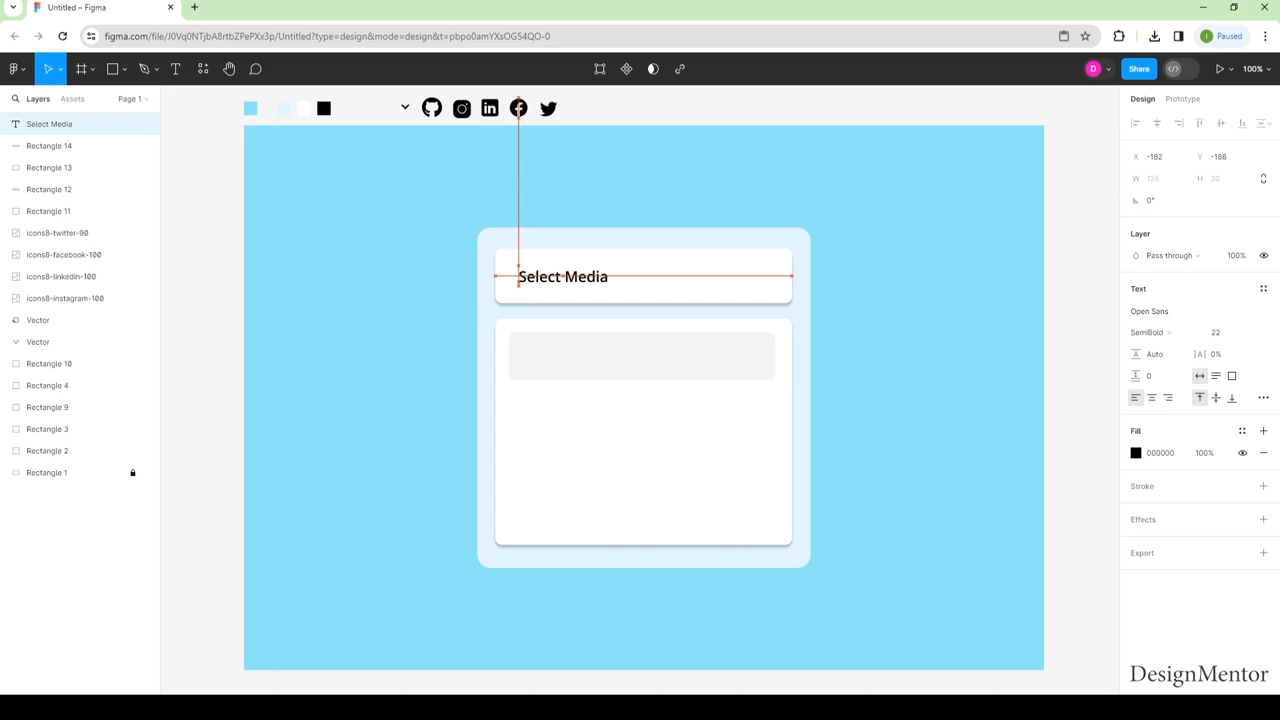 Untitled – Figma
figma.com/file/J0Vq0NTjbA8rtbZPePXx3p/Untitled?type=design&mode=design&t=pbpo0amYXsOG54QO-0
I Paused
D Share 100%
Layers Assets Page 1
Select Media
Rectangle 14
Rectangle 13
Rectangle 12
Rectangle 11
icons8-twitter-90
icons8-facebook-100
icons8-linkedin-100
icons8-instagram-100
Vector
Vector
Rectangle 10
Rectangle 4
Rectangle 9
Rectangle 3
Rectangle 2
Rectangle 1
Select Media
Design Prototype
X -182 Y -188
W 135 H 30
0°
Layer
Pass through 100%
Text
Open Sans
SemiBold 22
Auto |A| 0%
0
Fill
000000 100%
Stroke
Effects
Export
DesignMentor